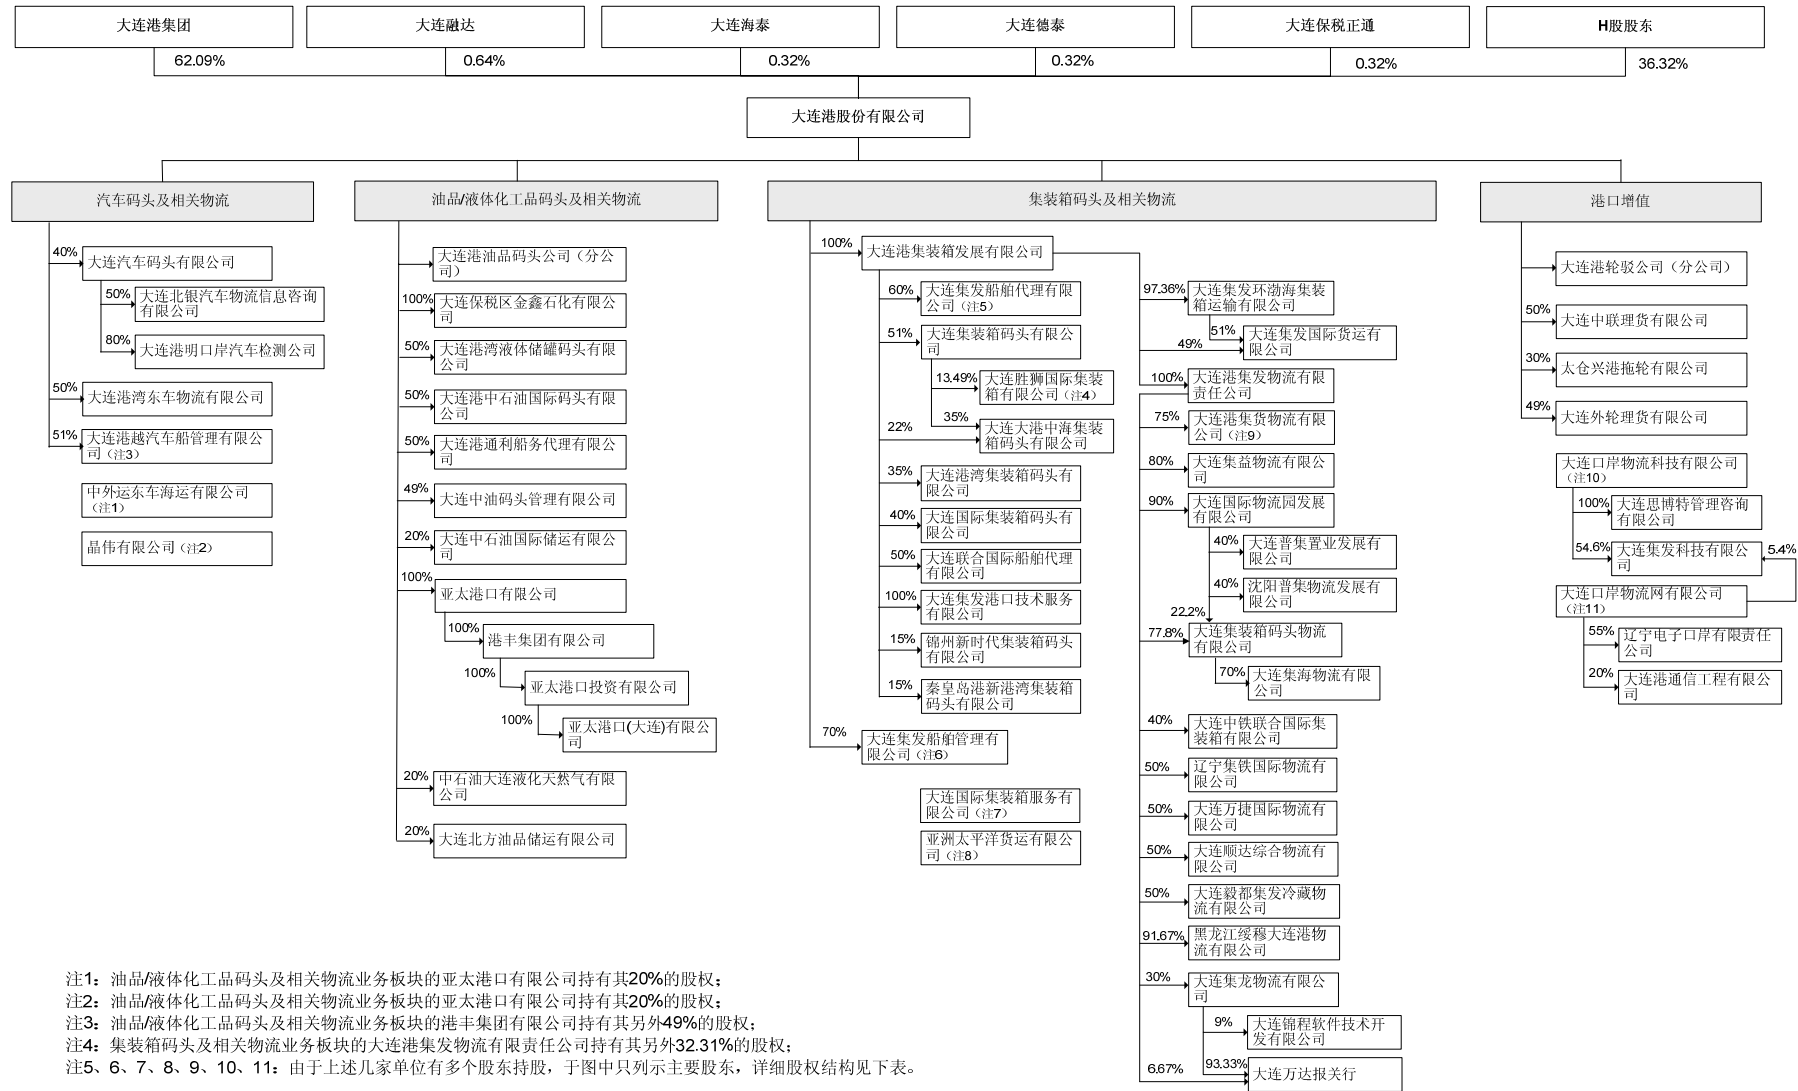 大连港集团
大连融达
大连海泰
大连德泰
大连保税正通
H股股东
62.09%
0.64%
0.32%
0.32%
0.32%
36.32%
大连港股份有限公司
汽车码头及相关物流
40%
大连汽车码头有限公司
50%
大连北银汽车物流信息咨询
有限公司
80%
大连港明口岸汽车检测公司
50%
大连港湾东车物流有限公司
51%
大连港越汽车船管理有限公
司(注3)
中外运东车海运有限公司
(注1)
晶伟有限公司(注2)
油品/液体化工品码头及相关物流
大连港油品码头公司(分公
司)
100%
大连保税区金鑫石化有限公
司
50%
大连港湾液体储罐码头有限
公司
50%
大连港中石油国际码头有限
公司
50%
大连港通利船务代理有限公
司
49%
大连中油码头管理有限公司
20%
大连中石油国际储运有限公
司
100%
亚太港口有限公司
100%
港丰集团有限公司
100%
亚太港口投资有限公司
100%
亚太港口(大连)有限公
司
20%
中石油大连液化天然气有限
公司
20%
大连北方油品储运有限公司
集装箱码头及相关物流
100%
大连港集装箱发展有限公司
60%
大连集发船舶代理有限
公司(注5)
51%
大连集装箱码头有限公
司
13.49%
大连胜狮国际集装
箱有限公司(注4)
35%
22%
大连大港中海集装
箱码头有限公司
35%
大连港湾集装箱码头有
限公司
40%
大连国际集装箱码头有
限公司
50%
大连联合国际船舶代理
有限公司
100%
大连集发港口技术服务
有限公司
15%
锦州新时代集装箱码头
有限公司
15%
秦皇岛港新港湾集装箱
码头有限公司
70%
大连集发船舶管理有
限公司(注6)
大连国际集装箱服务有
限公司(注7)
亚洲太平洋货运有限公
司(注8)
97.36%
大连集发环渤海集装
箱运输有限公司
51%
49%
大连集发国际货运有
限公司
100%
大连港集发物流有限
责任公司
75%
大连港集货物流有限
公司(注9)
80%
大连集益物流有限公
司
90%
大连国际物流园发展
有限公司
40%
大连普集置业发展有
限公司
40%
沈阳普集物流发展有
限公司
22.2%
77.8%
大连集装箱码头物流
有限公司
70%
大连集海物流有限
公司
40%
大连中铁联合国际集
装箱有限公司
50%
辽宁集铁国际物流有
限公司
50%
大连万捷国际物流有
限公司
50%
大连顺达综合物流有
限公司
50%
大连毅都集发冷藏物
流有限公司
91.67%
黑龙江绥穆大连港物
流有限公司
30%
大连集龙物流有限公
司
9%
大连锦程软件技术开
发有限公司
93.33%
6.67%
大连万达报关行
港口增值
大连港轮驳公司(分公司)
50%
大连中联理货有限公司
30%
太仓兴港拖轮有限公司
49%
大连外轮理货有限公司
大连口岸物流科技有限公司
(注10)
100%
大连思博特管理咨询
有限公司
54.6%
大连集发科技有限公
司
5.4%
大连口岸物流网有限公司
(注11)
55%
辽宁电子口岸有限责任
公司
20%
大连港通信工程有限公
司
注1：油品/液体化工品码头及相关物流业务板块的亚太港口有限公司持有其20%的股权；
注2：油品/液体化工品码头及相关物流业务板块的亚太港口有限公司持有其20%的股权；
注3：油品/液体化工品码头及相关物流业务板块的港丰集团有限公司持有其另外49%的股权；
注4：集装箱码头及相关物流业务板块的大连港集发物流有限责任公司持有其另外32.31%的股权；
注5、6、7、8、9、10、11：由于上述几家单位有多个股东持股，于图中只列示主要股东，详细股权结构见下表。